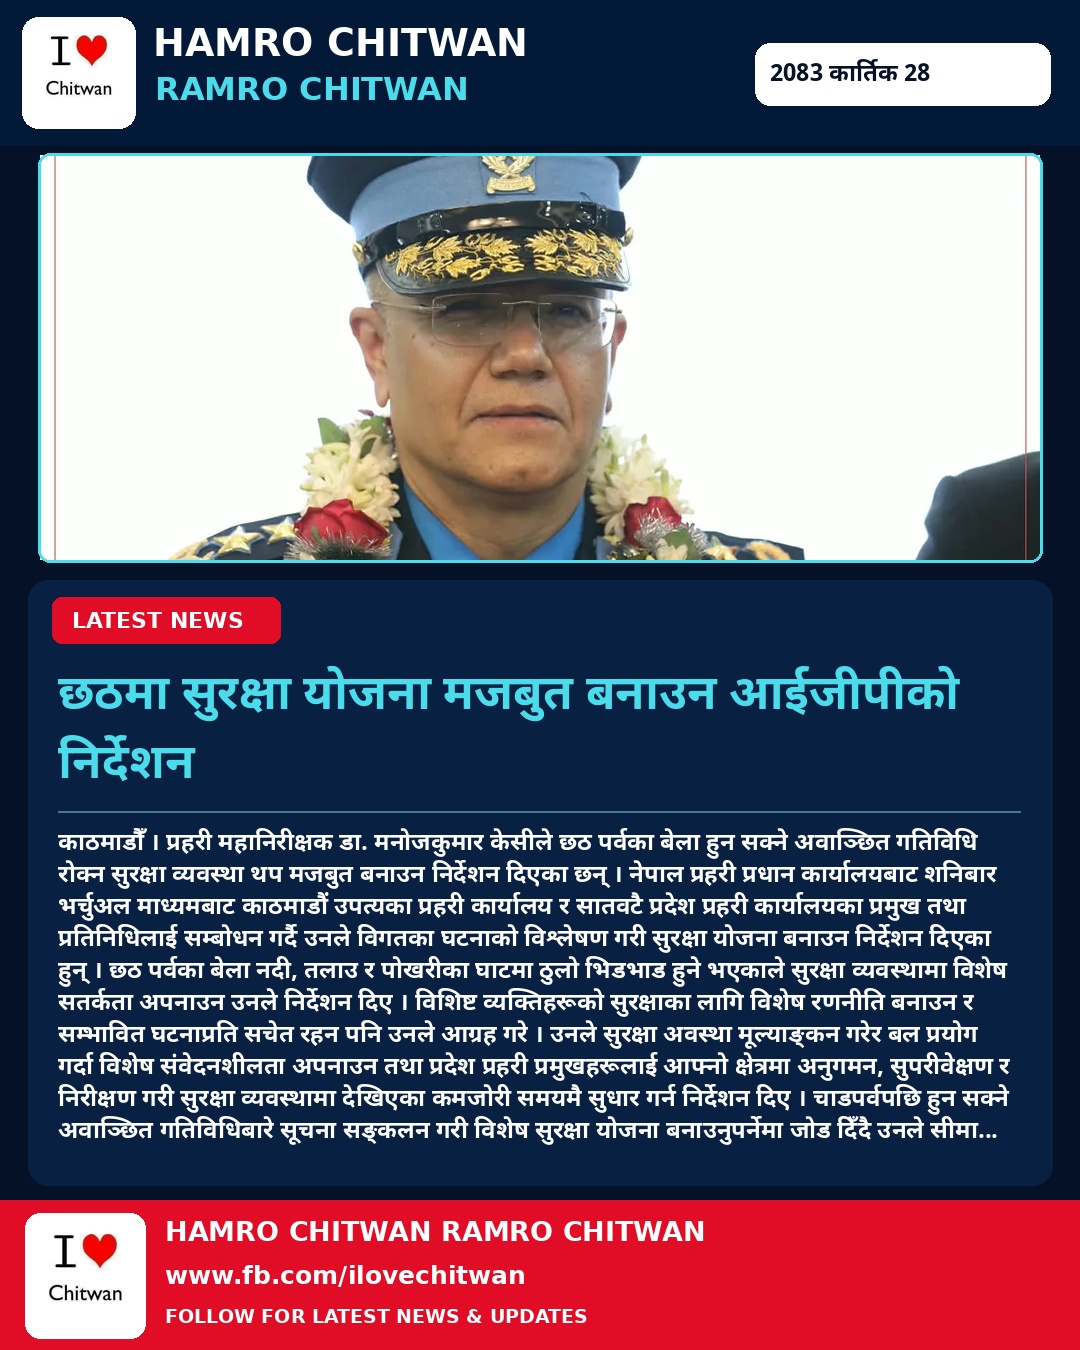 I ❤ Chitwan
HAMRO CHITWAN
RAMRO CHITWAN
2083 कार्तिक 28
LATEST NEWS
छठमा सुरक्षा योजना मजबुत बनाउन आईजीपीको
निर्देशन
काठमाडौँ । प्रहरी महानिरीक्षक डा. मनोजकुमार केसीले छठ पर्वका बेला हुन सक्ने अवाञ्छित गतिविधि
रोक्न सुरक्षा व्यवस्था थप मजबुत बनाउन निर्देशन दिएका छन् । नेपाल प्रहरी प्रधान कार्यालयबाट शनिबार
भर्चुअल माध्यमबाट काठमाडौं उपत्यका प्रहरी कार्यालय र सातवटै प्रदेश प्रहरी कार्यालयका प्रमुख तथा
प्रतिनिधिलाई सम्बोधन गर्दै उनले विगतका घटनाको विश्लेषण गरी सुरक्षा योजना बनाउन निर्देशन दिएका
हुन् । छठ पर्वका बेला नदी, तलाउ र पोखरीका घाटमा ठुलो भिडभाड हुने भएकाले सुरक्षा व्यवस्थामा विशेष
सतर्कता अपनाउन उनले निर्देशन दिए । विशिष्ट व्यक्तिहरूको सुरक्षाका लागि विशेष रणनीति बनाउन र
सम्भावित घटनाप्रति सचेत रहन पनि उनले आग्रह गरे । उनले सुरक्षा अवस्था मूल्याङ्कन गरेर बल प्रयोग
गर्दा विशेष संवेदनशीलता अपनाउन तथा प्रदेश प्रहरी प्रमुखहरूलाई आफ्नो क्षेत्रमा अनुगमन, सुपरीवेक्षण र
निरीक्षण गरी सुरक्षा व्यवस्थामा देखिएका कमजोरी समयमै सुधार गर्न निर्देशन दिए । चाडपर्वपछि हुन सक्ने
अवाञ्छित गतिविधिबारे सूचना सङ्कलन गरी विशेष सुरक्षा योजना बनाउनुपर्नेमा जोड दिँदै उनले सीमा...
I ❤ Chitwan
HAMRO CHITWAN RAMRO CHITWAN
www.fb.com/ilovechitwan
FOLLOW FOR LATEST NEWS & UPDATES